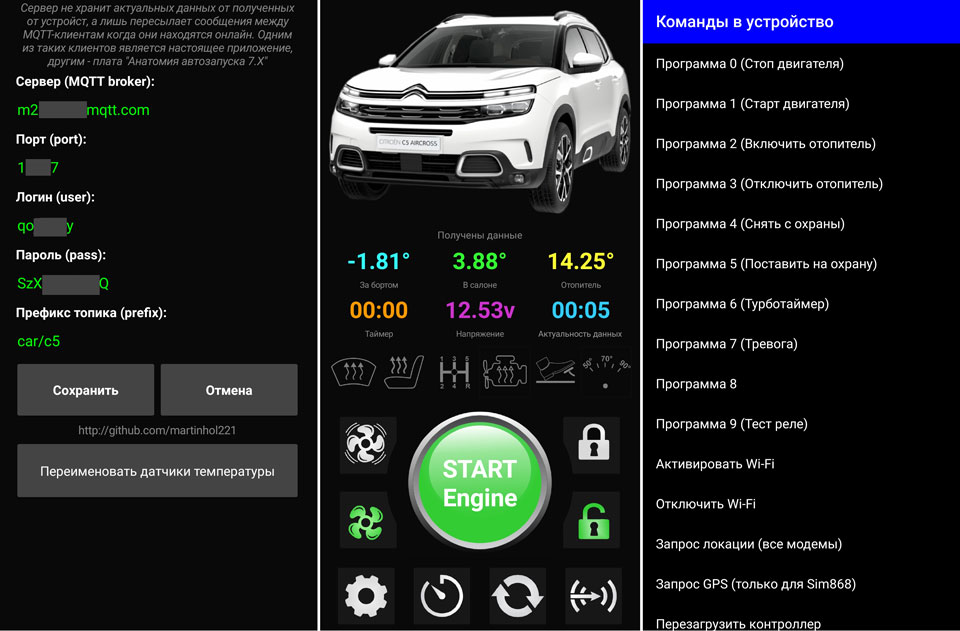 Сервер не хранит актуальных данных от полученных
от устройст, а лишь пересылает сообщения между
MQTT-клиентам когда они находятся онлайн. Одним
из таких клиентов является настоящее приложение,
другим - плата "Анатомия автозапуска 7.X"
Сервер (MQTT broker):
m2 mqtt.com
Порт (port):
1 7
Логин (user):
qo y
Пароль (pass):
SzX Q
Префикс топика (prefix):
car/c5
Сохранить Отмена
http://github.com/martinhol221
Переименовать датчики температуры
CITROËN C5 AIRCROSS
Получены данные
-1.81° 3.88° 14.25°
За бортом В салоне Отопитель
00:00 12.53v 00:05
Таймер Напряжение Актуальность данных
1 3 5
2 4 R
50° 70° 90°
START
Engine
Команды в устройство
Программа 0 (Стоп двигателя)
Программа 1 (Старт двигателя)
Программа 2 (Включить отопитель)
Программа 3 (Отключить отопитель)
Программа 4 (Снять с охраны)
Программа 5 (Поставить на охрану)
Программа 6 (Турботаймер)
Программа 7 (Тревога)
Программа 8
Программа 9 (Тест реле)
Активировать Wi-Fi
Отключить Wi-Fi
Запрос локации (все модемы)
Запрос GPS (только для Sim868)
Перезагрузить контроллер